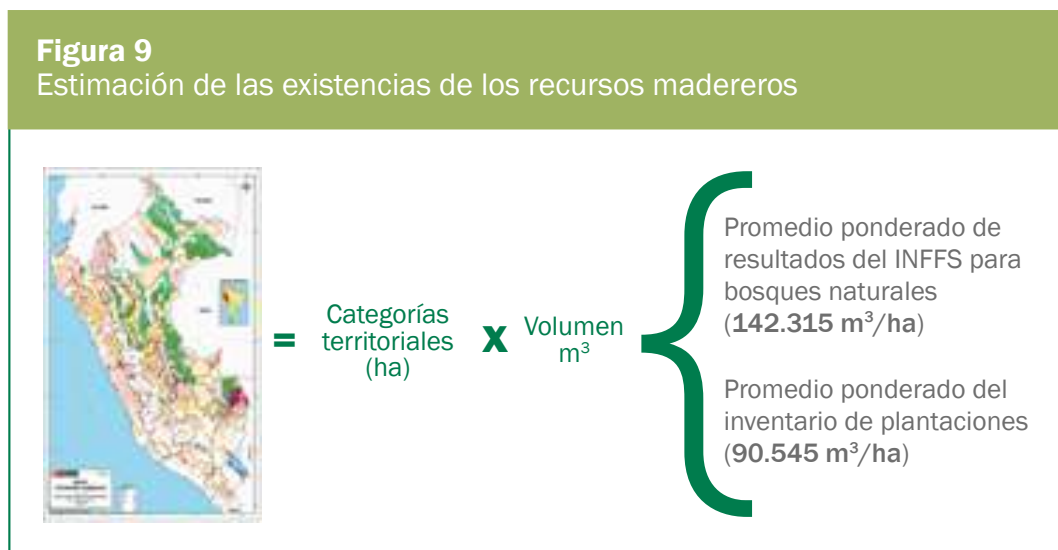 Figura 9
Estimación de las existencias de los recursos madereros
=
Categorías
territoriales
(ha)
X
Volumen
m³
{
Promedio ponderado de
resultados del INFFS para
bosques naturales
(142.315 m³/ha)
Promedio ponderado del
inventario de plantaciones
(90.545 m³/ha)